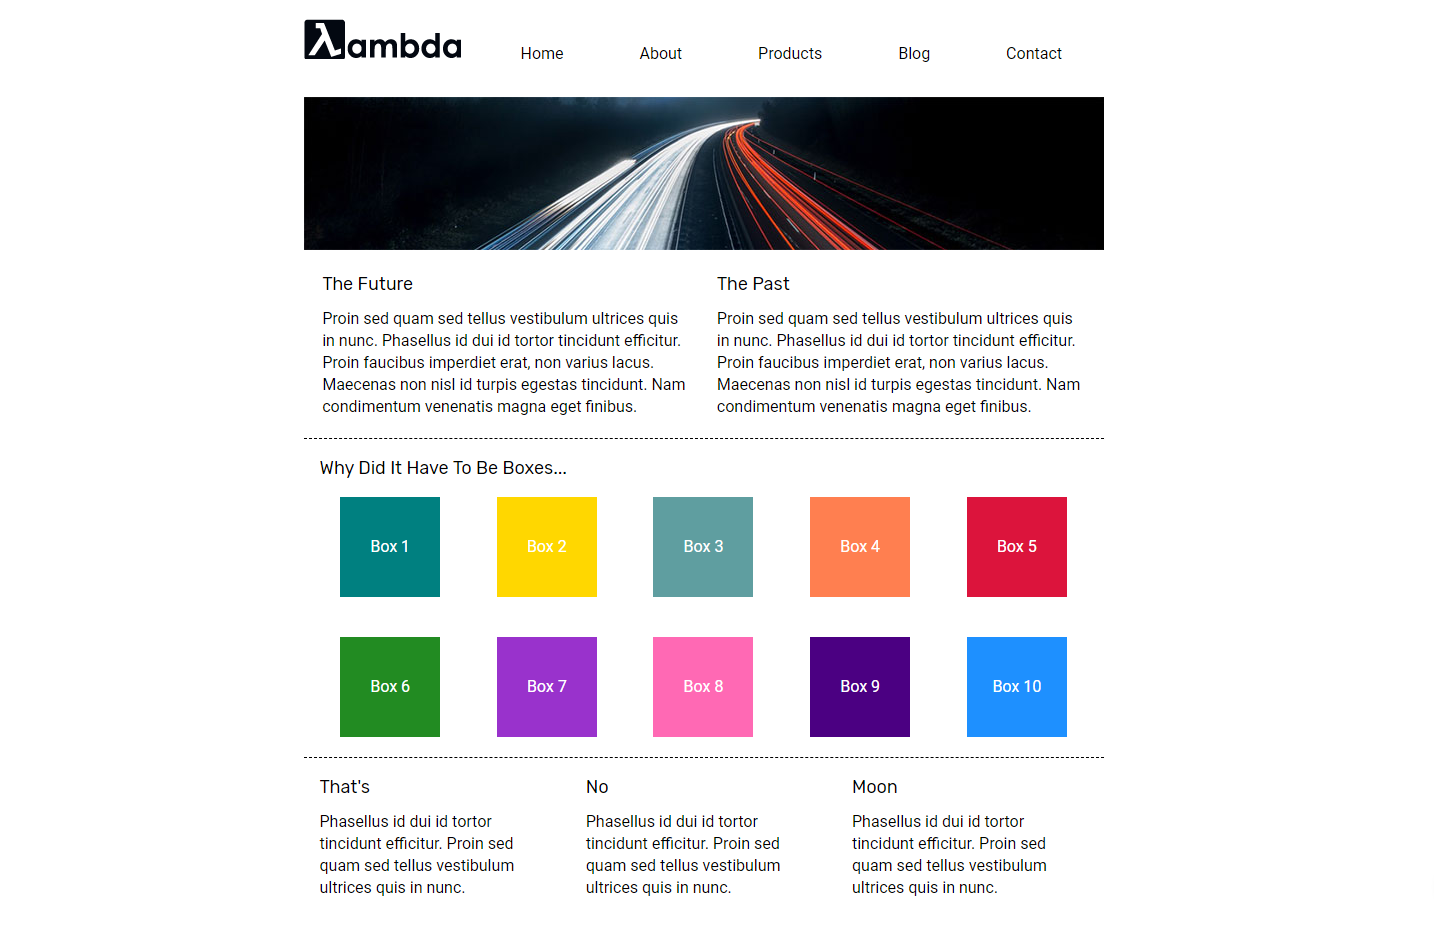 λambda
Home About Products Blog Contact
The Future
Proin sed quam sed tellus vestibulum ultrices quis
in nunc. Phasellus id dui id tortor tincidunt efficitur.
Proin faucibus imperdiet erat, non varius lacus.
Maecenas non nisl id turpis egestas tincidunt. Nam
condimentum venenatis magna eget finibus.
The Past
Proin sed quam sed tellus vestibulum ultrices quis
in nunc. Phasellus id dui id tortor tincidunt efficitur.
Proin faucibus imperdiet erat, non varius lacus.
Maecenas non nisl id turpis egestas tincidunt. Nam
condimentum venenatis magna eget finibus.
Why Did It Have To Be Boxes...
Box 1 Box 2 Box 3 Box 4 Box 5
Box 6 Box 7 Box 8 Box 9 Box 10
That's
Phasellus id dui id tortor
tincidunt efficitur. Proin sed
quam sed tellus vestibulum
ultrices quis in nunc.
No
Phasellus id dui id tortor
tincidunt efficitur. Proin sed
quam sed tellus vestibulum
ultrices quis in nunc.
Moon
Phasellus id dui id tortor
tincidunt efficitur. Proin sed
quam sed tellus vestibulum
ultrices quis in nunc.